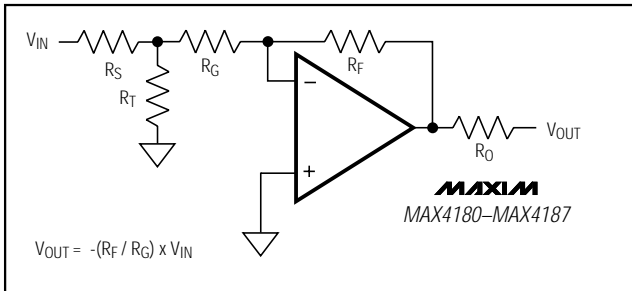 VIN
RS
RT
RG
RF
−
+
RO
VOUT
MAXIM
MAX4180–MAX4187
VOUT = -(RF / RG) x VIN